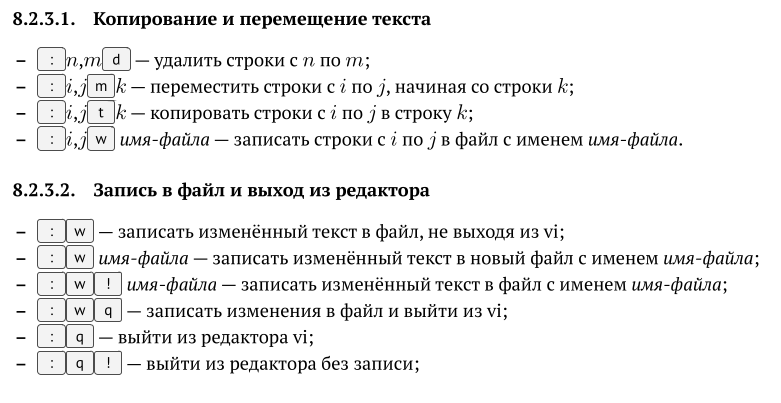 8.2.3.1. Копирование и перемещение текста
– : n,m d — удалить строки с n по m;
– : i,j m k — переместить строки с i по j, начиная со строки k;
– : i,j t k — копировать строки с i по j в строку k;
– : i,j w имя-файла — записать строки с i по j в файл с именем имя-файла.
8.2.3.2. Запись в файл и выход из редактора
– : w — записать изменённый текст в файл, не выходя из vi;
– : w имя-файла — записать изменённый текст в новый файл с именем имя-файла;
– : w ! имя-файла — записать изменённый текст в файл с именем имя-файла;
– : w q — записать изменения в файл и выйти из vi;
– : q — выйти из редактора vi;
– : q ! — выйти из редактора без записи;